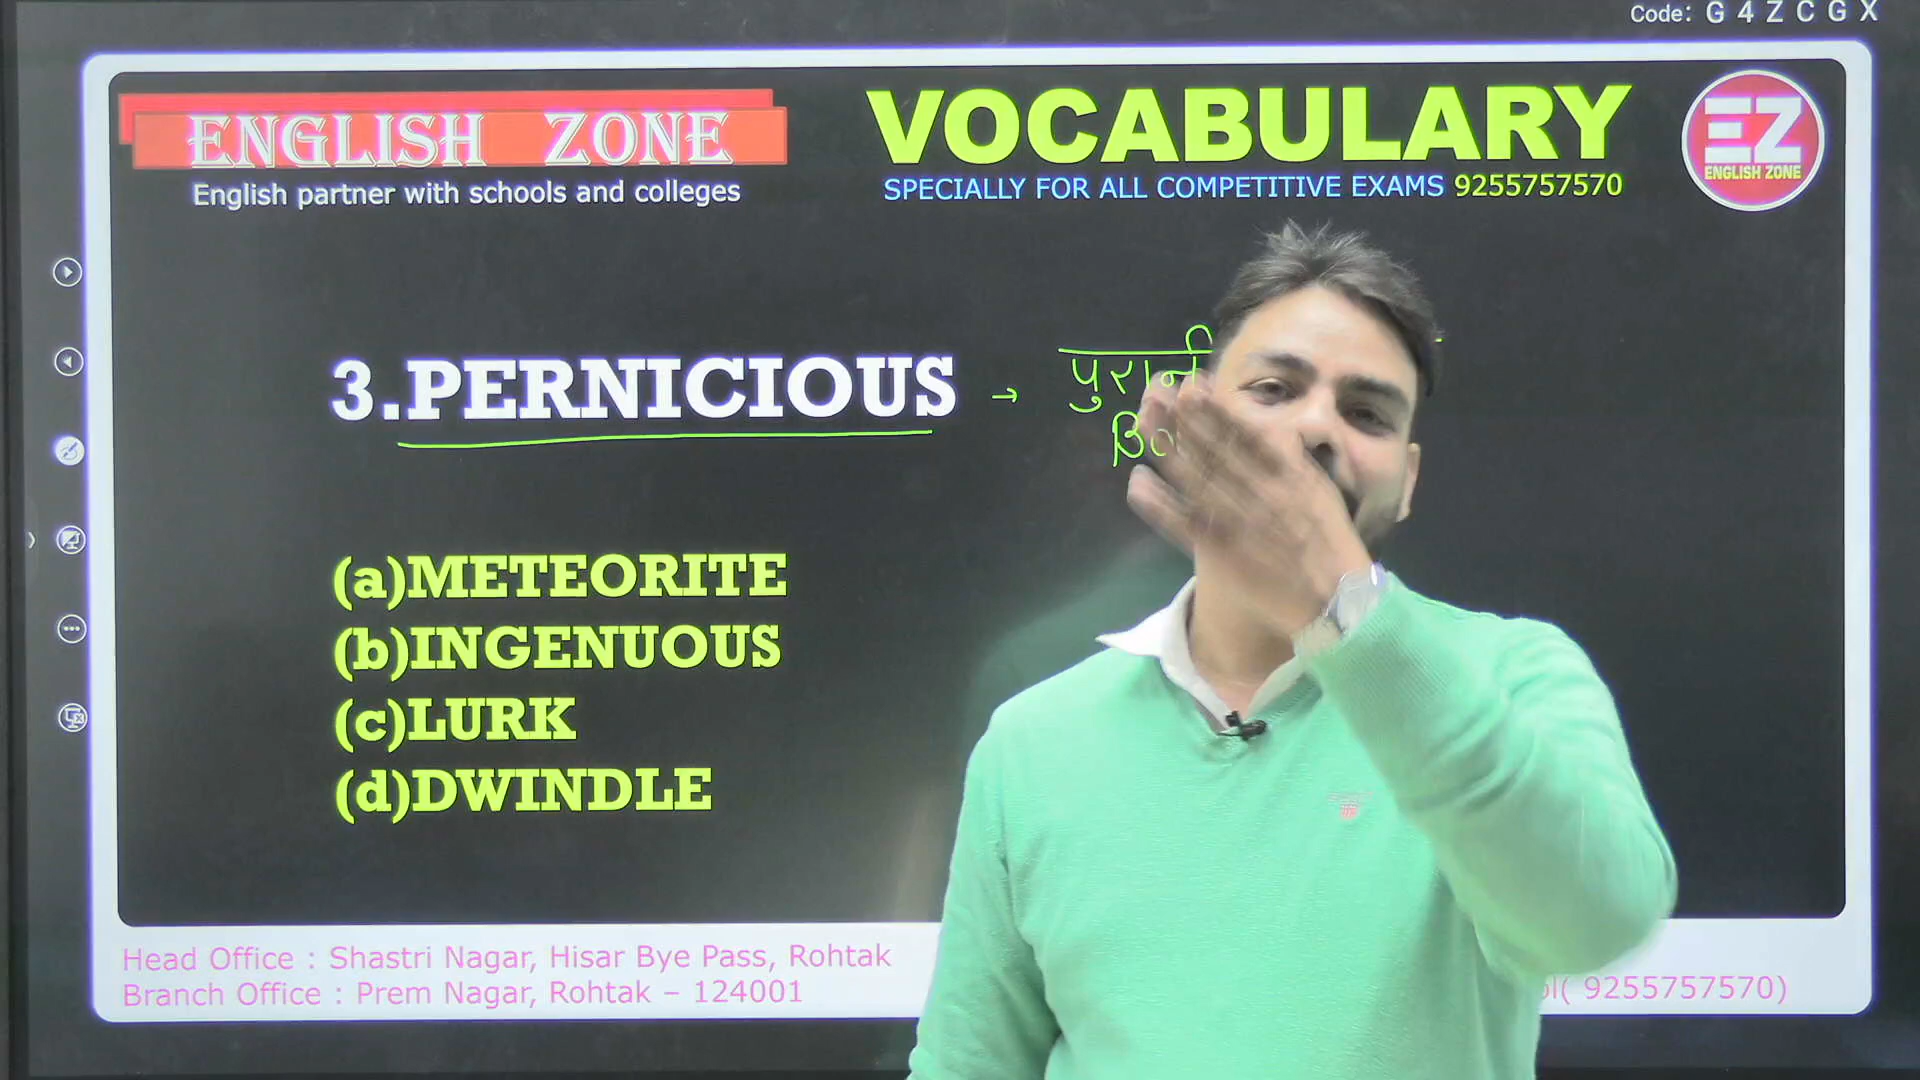 Code: G 4 Z C G X
ENGLISH ZONE
English partner with schools and colleges
VOCABULARY
SPECIALLY FOR ALL COMPETITIVE EXAMS 9255757570
EZ
ENGLISH ZONE
3.PERNICIOUS →
(a)METEORITE
(b)INGENUOUS
(c)LURK
(d)DWINDLE
Head Office : Shastri Nagar, Hisar Bye Pass, Rohtak
Branch Office : Prem Nagar, Rohtak – 124001
( 9255757570)